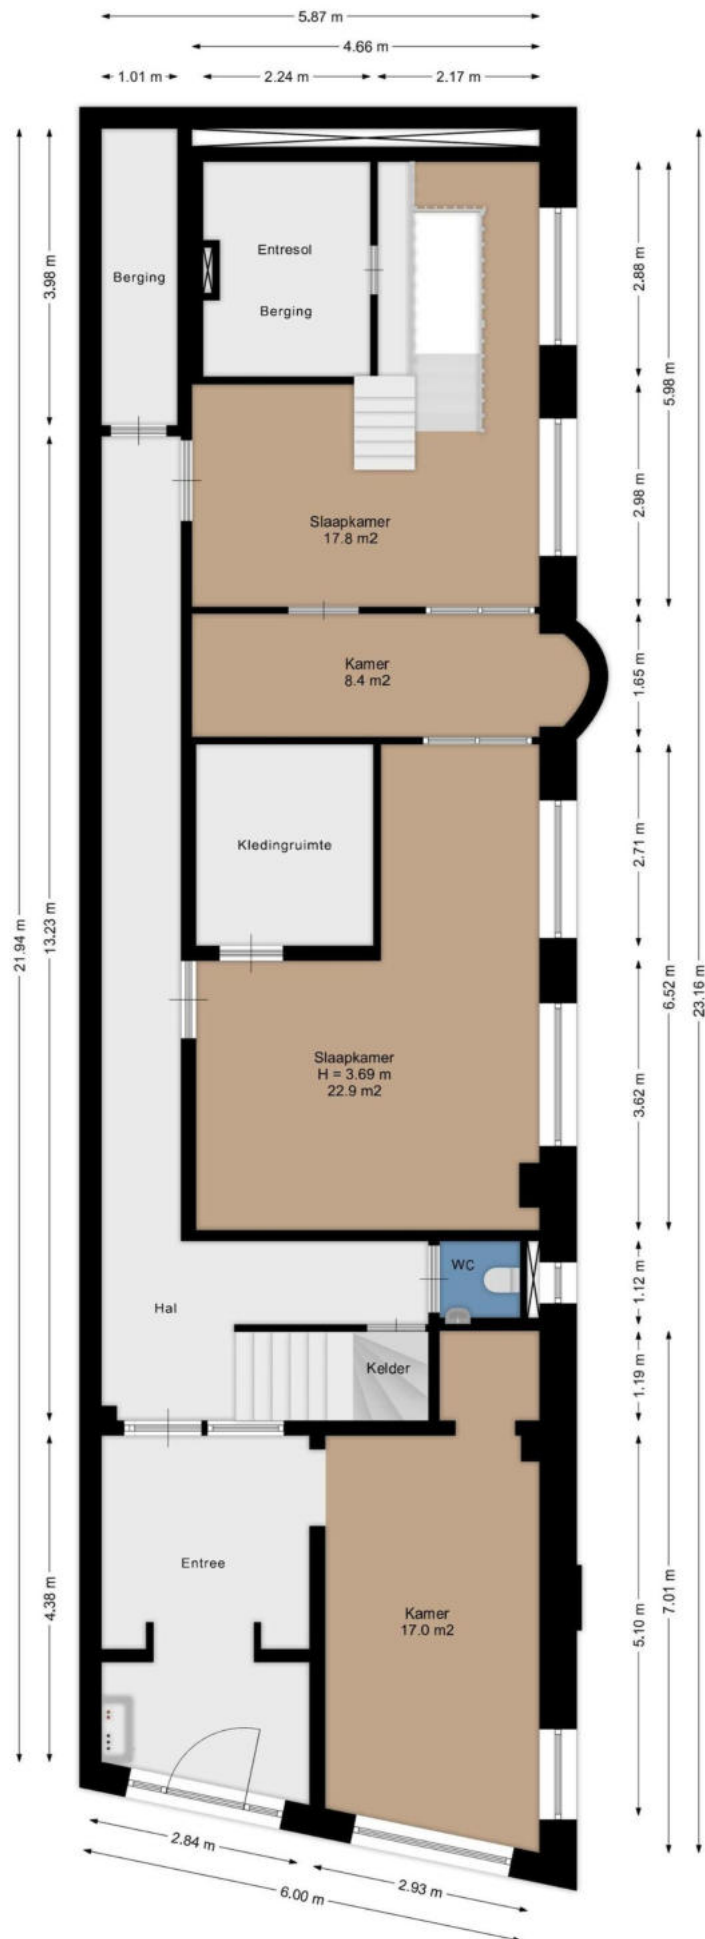 5.87 m
4.66 m
1.01 m
2.24 m
2.17 m
Entresol
Berging
Berging
3.98 m
2.88 m
5.98 m
2.98 m
Slaapkamer
17.8 m2
Kamer
8.4 m2
1.65 m
Kledingruimte
2.71 m
21.94 m
13.23 m
6.52 m
23.16 m
Slaapkamer
H = 3.69 m
22.9 m2
3.62 m
WC
1.12 m
Hal
Kelder
1.19 m
Entree
4.38 m
Kamer
17.0 m2
5.10 m
7.01 m
2.84 m
2.93 m
6.00 m